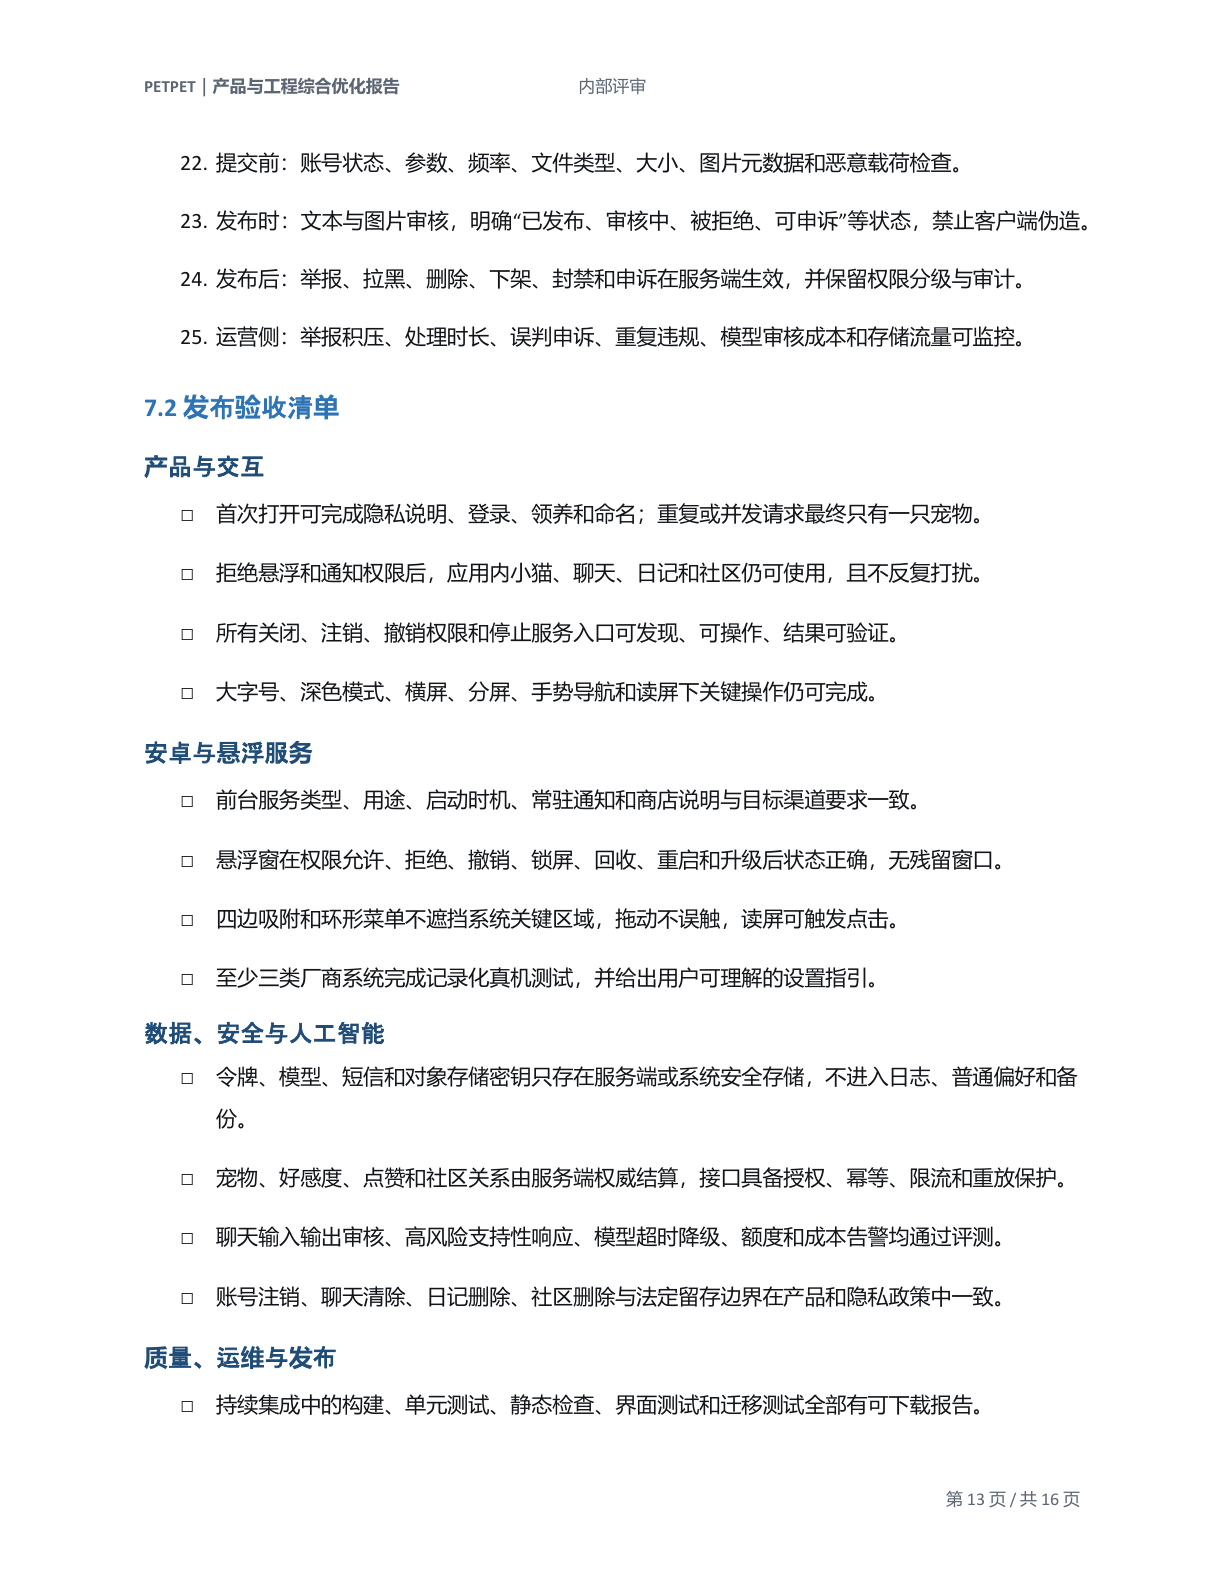 PETPET｜产品与工程综合优化报告 内部评审
22. 提交前：账号状态、参数、频率、文件类型、大小、图片元数据和恶意载荷检查。
23. 发布时：文本与图片审核，明确“已发布、审核中、被拒绝、可申诉”等状态，禁止客户端伪造。
24. 发布后：举报、拉黑、删除、下架、封禁和申诉在服务端生效，并保留权限分级与审计。
25. 运营侧：举报积压、处理时长、误判申诉、重复违规、模型审核成本和存储流量可监控。
7.2 发布验收清单
产品与交互
□ 首次打开可完成隐私说明、登录、领养和命名；重复或并发请求最终只有一只宠物。
□ 拒绝悬浮和通知权限后，应用内小猫、聊天、日记和社区仍可使用，且不反复打扰。
□ 所有关闭、注销、撤销权限和停止服务入口可发现、可操作、结果可验证。
□ 大字号、深色模式、横屏、分屏、手势导航和读屏下关键操作仍可完成。
安卓与悬浮服务
□ 前台服务类型、用途、启动时机、常驻通知和商店说明与目标渠道要求一致。
□ 悬浮窗在权限允许、拒绝、撤销、锁屏、回收、重启和升级后状态正确，无残留窗口。
□ 四边吸附和环形菜单不遮挡系统关键区域，拖动不误触，读屏可触发点击。
□ 至少三类厂商系统完成记录化真机测试，并给出用户可理解的设置指引。
数据、安全与人工智能
□ 令牌、模型、短信和对象存储密钥只存在服务端或系统安全存储，不进入日志、普通偏好和备
份。
□ 宠物、好感度、点赞和社区关系由服务端权威结算，接口具备授权、幂等、限流和重放保护。
□ 聊天输入输出审核、高风险支持性响应、模型超时降级、额度和成本告警均通过评测。
□ 账号注销、聊天清除、日记删除、社区删除与法定留存边界在产品和隐私政策中一致。
质量、运维与发布
□ 持续集成中的构建、单元测试、静态检查、界面测试和迁移测试全部有可下载报告。
第 13 页 / 共 16 页